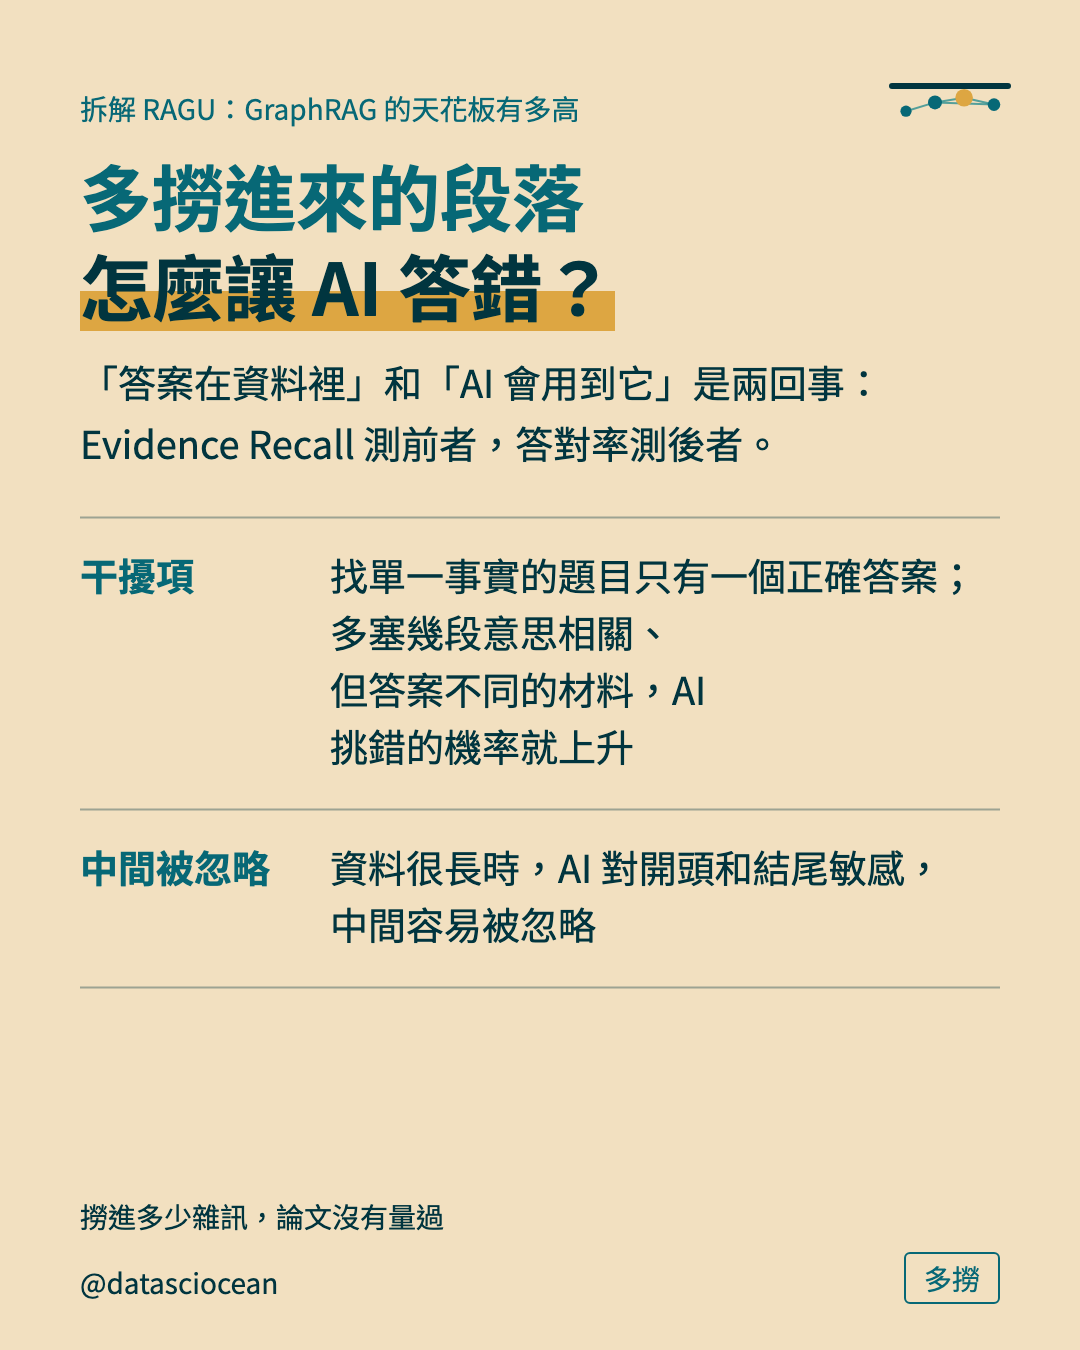 拆解 RAGU：GraphRAG 的天花板有多高
多撈進來的段落
怎麼讓 AI 答錯？
「答案在資料裡」和「AI 會用到它」是兩回事：
Evidence Recall 測前者，答對率測後者。
干擾項
找單一事實的題目只有一個正確答案；
多塞幾段意思相關、
但答案不同的材料，AI
挑錯的機率就上升
中間被忽略
資料很長時，AI 對開頭和結尾敏感，
中間容易被忽略
撈進多少雜訊，論文沒有量過
@datasciocean
多撈